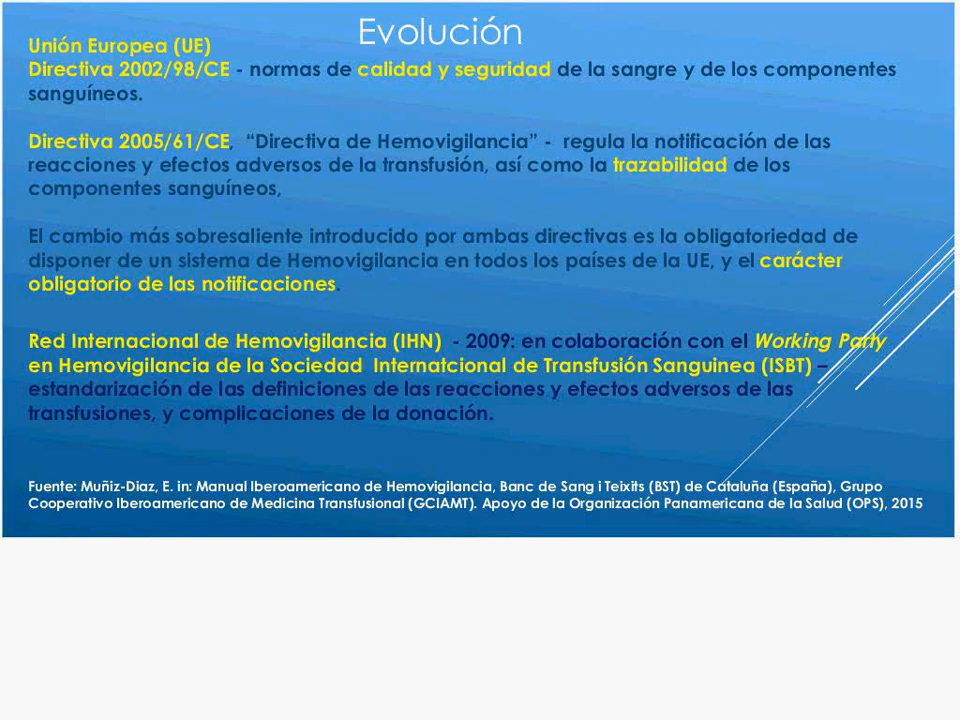 Evolución
Unión Europea (UE)
Directiva 2002/98/CE - normas de calidad y seguridad de la sangre y de los componentes
sanguíneos.
Directiva 2005/61/CE, “Directiva de Hemovigilancia” - regula la notificación de las
reacciones y efectos adversos de la transfusión, así como la trazabilidad de los
componentes sanguíneos,
El cambio más sobresaliente introducido por ambas directivas es la obligatoriedad de
disponer de un sistema de Hemovigilancia en todos los países de la UE, y el carácter
obligatorio de las notificaciones.
Red Internacional de Hemovigilancia (IHN) - 2009: en colaboración con el Working Party
en Hemovigilancia de la Sociedad Internatcional de Transfusión Sanguinea (ISBT) –
estandarización de las definiciones de las reacciones y efectos adversos de las
transfusiones, y complicaciones de la donación.
Fuente: Muñiz-Diaz, E. in: Manual Iberoamericano de Hemovigilancia, Banc de Sang i Teixits (BST) de Cataluña (España), Grupo
Cooperativo Iberoamericano de Medicina Transfusional (GCIAMT). Apoyo de la Organización Panamericana de la Salud (OPS), 2015